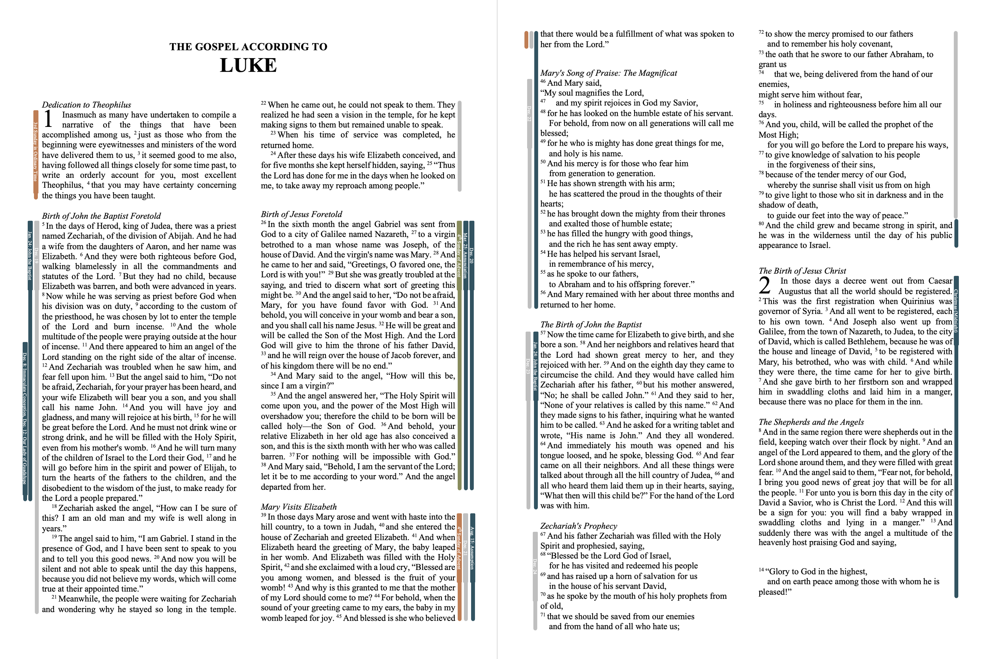 THE GOSPEL ACCORDING TO
LUKE
Dedication to Theophilus
1 Inasmuch as many have undertaken to compile a
narrative of the things that have been
accomplished among us, 2 just as those who from the
beginning were eyewitnesses and ministers of the word
have delivered them to us, 3 it seemed good to me also,
having followed all things closely for some time past, to
write an orderly account for you, most excellent
Theophilus, 4 that you may have certainty concerning
the things you have been taught.
3rd Sunday in Ordinary Time
Birth of John the Baptist Foretold
5 In the days of Herod, king of Judea, there was a priest
named Zechariah, of the division of Abijah. And he had
a wife from the daughters of Aaron, and her name was
Elizabeth. 6 And they were both righteous before God,
walking blamelessly in all the commandments and
statutes of the Lord. 7 But they had no child, because
Elizabeth was barren, and both were advanced in years.
8 Now while he was serving as priest before God when
his division was on duty, 9 according to the custom of
the priesthood, he was chosen by lot to enter the temple
of the Lord and burn incense. 10 And the whole
multitude of the people were praying outside at the hour
of incense. 11 And there appeared to him an angel of the
Lord standing on the right side of the altar of incense.
12 And Zechariah was troubled when he saw him, and
fear fell upon him. 13 But the angel said to him, “Do not
be afraid, Zechariah, for your prayer has been heard, and
your wife Elizabeth will bear you a son, and you shall
call his name John. 14 And you will have joy and
gladness, and many will rejoice at his birth, 15 for he will
be great before the Lord. And he must not drink wine or
strong drink, and he will be filled with the Holy Spirit,
even from his mother's womb. 16 And he will turn many
of the children of Israel to the Lord their God, 17 and he
will go before him in the spirit and power of Elijah, to
turn the hearts of the fathers to the children, and the
disobedient to the wisdom of the just, to make ready for
the Lord a people prepared.”
18 Zechariah asked the angel, “How can I be sure of
this? I am an old man and my wife is well along in
years.”
19 The angel said to him, “I am Gabriel. I stand in the
presence of God, and I have been sent to speak to you
and to tell you this good news. 20 And now you will be
silent and not able to speak until the day this happens,
because you did not believe my words, which will come
true at their appointed time.”
21 Meanwhile, the people were waiting for Zechariah
and wondering why he stayed so long in the temple.
Jan. 24: John the Baptist
Dec. 19
Dec. 8: Immaculate Conception, Dec. 12: Our Lady of Guadalupe
22 When he came out, he could not speak to them. They
realized he had seen a vision in the temple, for he kept
making signs to them but remained unable to speak.
23 When his time of service was completed, he
returned home.
24 After these days his wife Elizabeth conceived, and
for five months she kept herself hidden, saying, 25 “Thus
the Lord has done for me in the days when he looked on
me, to take away my reproach among people.”
Birth of Jesus Foretold
26 In the sixth month the angel Gabriel was sent from
God to a city of Galilee named Nazareth, 27 to a virgin
betrothed to a man whose name was Joseph, of the
house of David. And the virgin's name was Mary. 28 And
he came to her and said, “Greetings, O favored one, the
Lord is with you!” 29 But she was greatly troubled at the
saying, and tried to discern what sort of greeting this
might be. 30 And the angel said to her, “Do not be afraid,
Mary, for you have found favor with God. 31 And
behold, you will conceive in your womb and bear a son,
and you shall call his name Jesus. 32 He will be great and
will be called the Son of the Most High. And the Lord
God will give to him the throne of his father David,
33 and he will reign over the house of Jacob forever, and
of his kingdom there will be no end.”
34 And Mary said to the angel, “How will this be,
since I am a virgin?”
35 And the angel answered her, “The Holy Spirit will
come upon you, and the power of the Most High will
overshadow you; therefore the child to be born will be
called holy—the Son of God. 36 And behold, your
relative Elizabeth in her old age has also conceived a
son, and this is the sixth month with her who was called
barren. 37 For nothing will be impossible with God.”
38 And Mary said, “Behold, I am the servant of the Lord;
let it be to me according to your word.” And the angel
departed from her.
4th Sunday of Advent
Mar. 25: Annunciation
Dec. 20
Mary Visits Elizabeth
39 In those days Mary arose and went with haste into the
hill country, to a town in Judah, 40 and she entered the
house of Zechariah and greeted Elizabeth. 41 And when
Elizabeth heard the greeting of Mary, the baby leaped
in her womb. And Elizabeth was filled with the Holy
Spirit, 42 and she exclaimed with a loud cry, “Blessed are
you among women, and blessed is the fruit of your
womb! 43 And why is this granted to me that the mother
of my Lord should come to me? 44 For behold, when the
sound of your greeting came to my ears, the baby in my
womb leaped for joy. 45 And blessed is she who believed
4th Sunday of Advent
Dec. 21
Aug. 15: Assumption
that there would be a fulfillment of what was spoken to
her from the Lord.”
Mary's Song of Praise: The Magnificat
46 And Mary said,
“My soul magnifies the Lord,
47 and my spirit rejoices in God my Savior,
48 for he has looked on the humble estate of his servant.
For behold, from now on all generations will call me
blessed;
49 for he who is mighty has done great things for me,
and holy is his name.
50 And his mercy is for those who fear him
from generation to generation.
51 He has shown strength with his arm;
he has scattered the proud in the thoughts of their
hearts;
52 he has brought down the mighty from their thrones
and exalted those of humble estate;
53 he has filled the hungry with good things,
and the rich he has sent away empty.
54 He has helped his servant Israel,
in remembrance of his mercy,
55 as he spoke to our fathers,
to Abraham and to his offspring forever.”
56 And Mary remained with her about three months and
returned to her home.
Dec. 22
The Birth of John the Baptist
57 Now the time came for Elizabeth to give birth, and she
bore a son. 58 And her neighbors and relatives heard that
the Lord had shown great mercy to her, and they
rejoiced with her. 59 And on the eighth day they came to
circumcise the child. And they would have called him
Zechariah after his father, 60 but his mother answered,
“No; he shall be called John.” 61 And they said to her,
“None of your relatives is called by this name.” 62 And
they made signs to his father, inquiring what he wanted
him to be called. 63 And he asked for a writing tablet and
wrote, “His name is John.” And they all wondered.
64 And immediately his mouth was opened and his
tongue loosed, and he spoke, blessing God. 65 And fear
came on all their neighbors. And all these things were
talked about through all the hill country of Judea, 66 and
all who heard them laid them up in their hearts, saying,
“What then will this child be?” For the hand of the Lord
was with him.
Dec. 23
Jan. 24: John the Baptist
Zechariah's Prophecy
67 And his father Zechariah was filled with the Holy
Spirit and prophesied, saying,
68 “Blessed be the Lord God of Israel,
for he has visited and redeemed his people
69 and has raised up a horn of salvation for us
in the house of his servant David,
70 as he spoke by the mouth of his holy prophets from
of old,
71 that we should be saved from our enemies
and from the hand of all who hate us;
Dec. 24
72 to show the mercy promised to our fathers
and to remember his holy covenant,
73 the oath that he swore to our father Abraham, to
grant us
74 that we, being delivered from the hand of our
enemies,
might serve him without fear,
75 in holiness and righteousness before him all our
days.
76 And you, child, will be called the prophet of the
Most High;
for you will go before the Lord to prepare his ways,
77 to give knowledge of salvation to his people
in the forgiveness of their sins,
78 because of the tender mercy of our God,
whereby the sunrise shall visit us from on high
79 to give light to those who sit in darkness and in the
shadow of death,
to guide our feet into the way of peace.”
80 And the child grew and became strong in spirit, and
he was in the wilderness until the day of his public
appearance to Israel.
The Birth of Jesus Christ
2 In those days a decree went out from Caesar
Augustus that all the world should be registered.
2 This was the first registration when Quirinius was
governor of Syria. 3 And all went to be registered, each
to his own town. 4 And Joseph also went up from
Galilee, from the town of Nazareth, to Judea, to the city
of David, which is called Bethlehem, because he was of
the house and lineage of David, 5 to be registered with
Mary, his betrothed, who was with child. 6 And while
they were there, the time came for her to give birth.
7 And she gave birth to her firstborn son and wrapped
him in swaddling cloths and laid him in a manger,
because there was no place for them in the inn.
Christmas (Midnight)
The Shepherds and the Angels
8 And in the same region there were shepherds out in the
field, keeping watch over their flock by night. 9 And an
angel of the Lord appeared to them, and the glory of the
Lord shone around them, and they were filled with great
fear. 10 And the angel said to them, “Fear not, for behold,
I bring you good news of great joy that will be for all
the people. 11 For unto you is born this day in the city of
David a Savior, who is Christ the Lord. 12 And this will
be a sign for you: you will find a baby wrapped in
swaddling cloths and lying in a manger.” 13 And
suddenly there was with the angel a multitude of the
heavenly host praising God and saying,
14 “Glory to God in the highest,
and on earth peace among those with whom he is
pleased!”